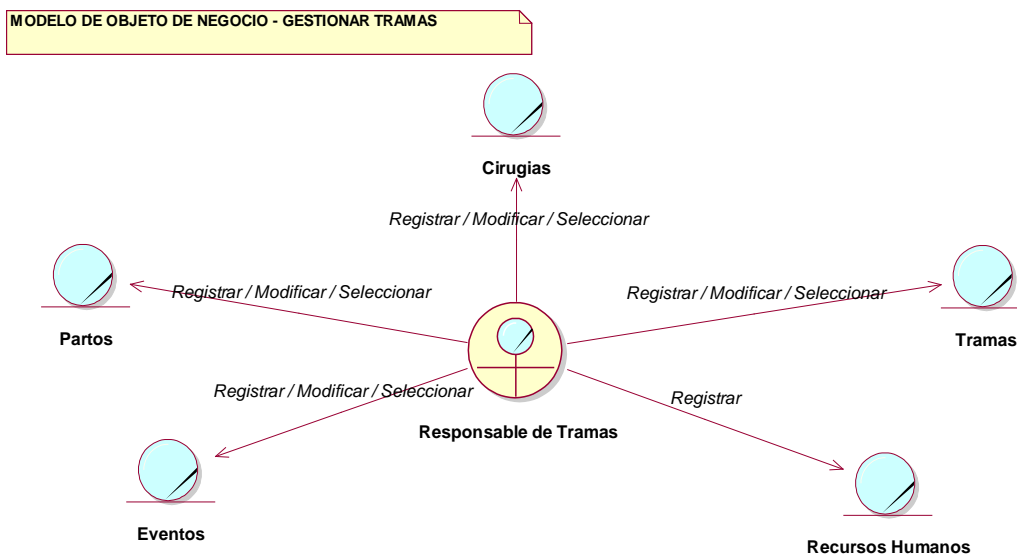 MODELO DE OBJETO DE NEGOCIO - GESTIONAR TRAMAS
Cirugias
Registrar / Modificar / Seleccionar
Registrar / Modificar / Seleccionar
Registrar / Modificar / Seleccionar
Partos
Tramas
Registrar / Modificar / Seleccionar
Registrar
Responsable de Tramas
Eventos
Recursos Humanos